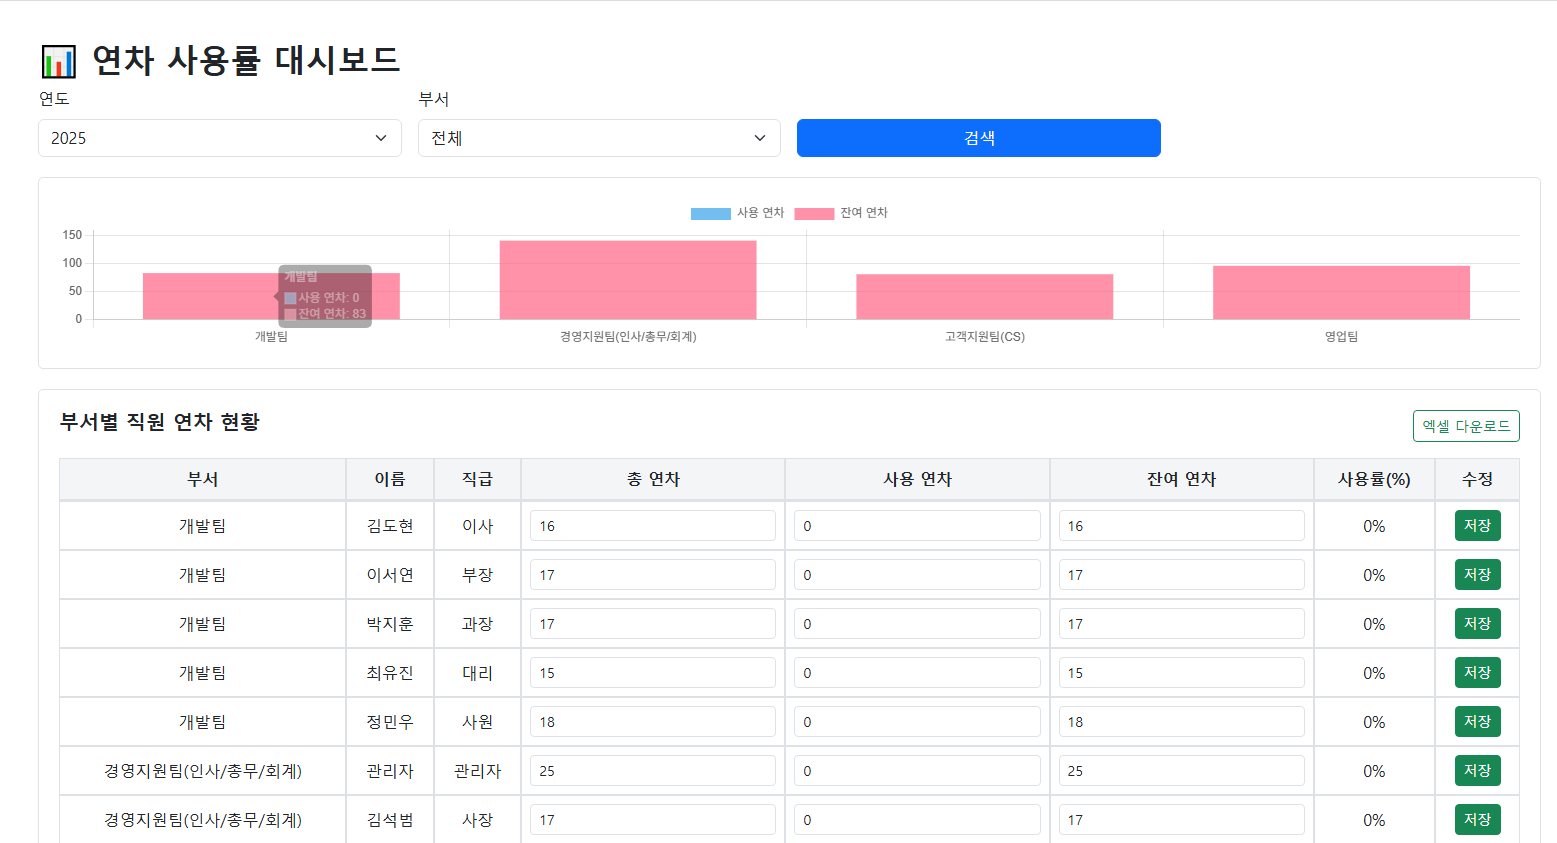 연차 사용률 대시보드
연도 부서
2025 전체 검색
사용 연차 잔여 연차
150
100
50
0
개발팀
사용 연차: 0
잔여 연차: 83
개발팀 경영지원팀(인사/총무/회계) 고객지원팀(CS) 영업팀
부서별 직원 연차 현황
엑셀 다운로드
부서 이름 직급 총 연차 사용 연차 잔여 연차 사용률(%) 수정
개발팀 김도현 이사 16 0 16 0% 저장
개발팀 이서연 부장 17 0 17 0% 저장
개발팀 박지훈 과장 17 0 17 0% 저장
개발팀 최유진 대리 15 0 15 0% 저장
개발팀 정민우 사원 18 0 18 0% 저장
경영지원팀(인사/총무/회계) 관리자 관리자 25 0 25 0% 저장
경영지원팀(인사/총무/회계) 김석범 사장 17 0 17 0% 저장